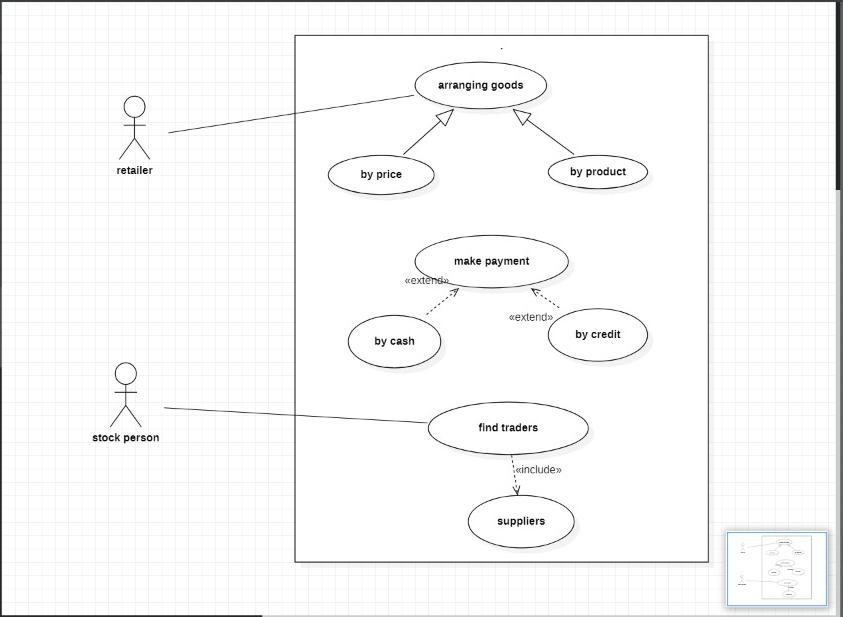 arranging goods
retailer
by price
by product
make payment
«extend»
«extend»
by cash
by credit
stock person
find traders
«include»
suppliers